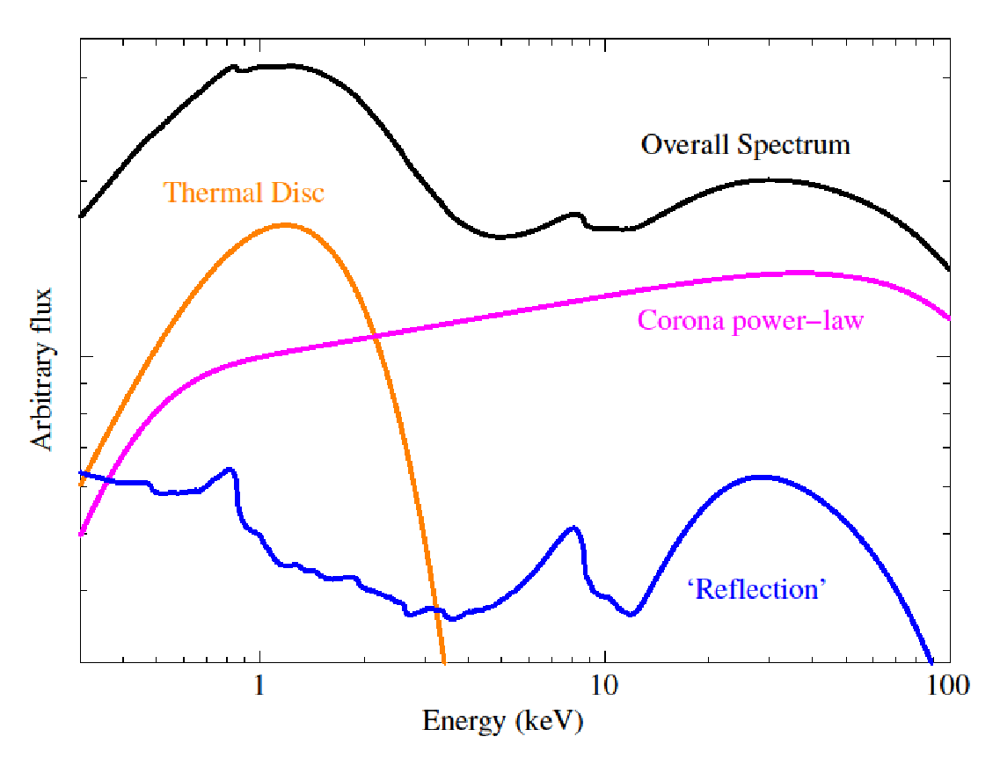 Overall Spectrum
Thermal Disc
Corona power−law
‘Reflection’
Arbitrary flux
1
10
100
Energy (keV)